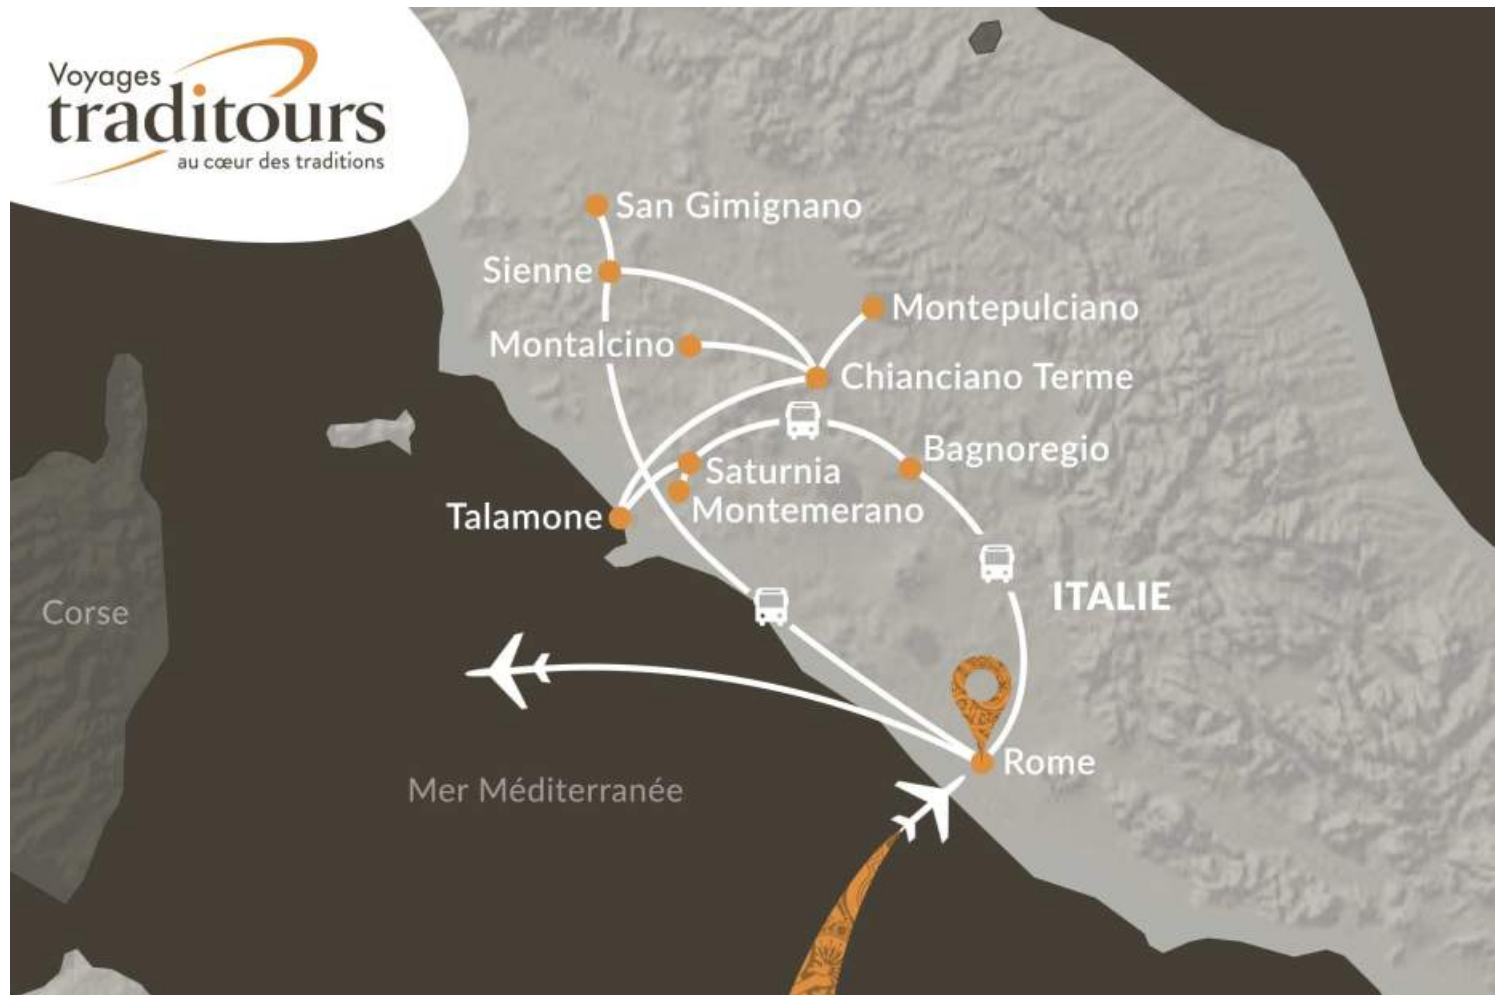 Voyages
traditours
au cœur des traditions
San Gimignano
Sienne
Montepulciano
Montalcino
Chianciano Terme
Bagnoregio
Saturnia
Montemerano
Talamone
ITALIE
Corse
Rome
Mer Méditerranée